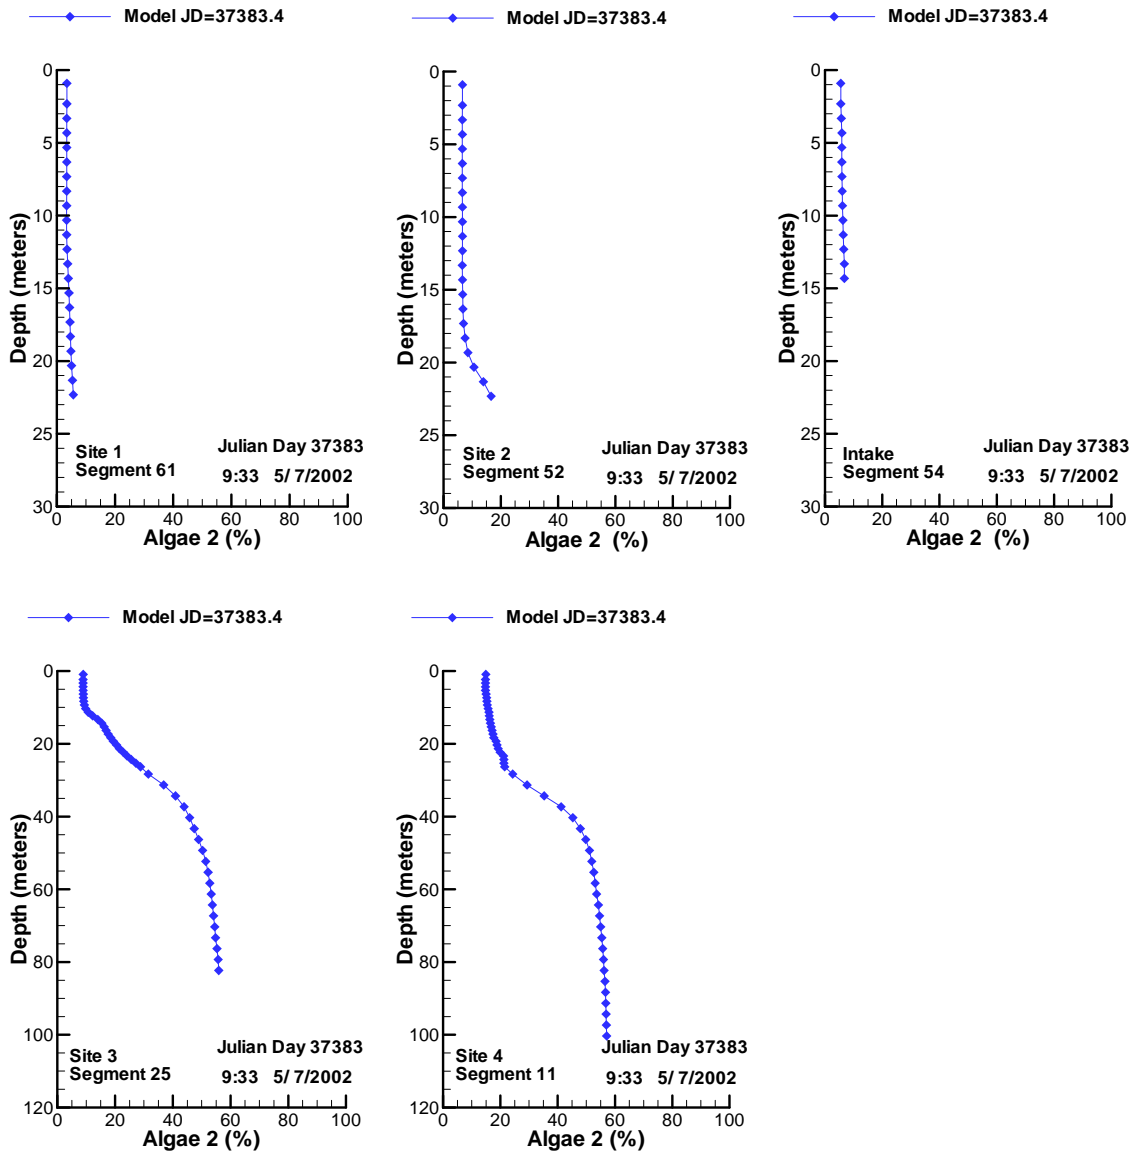 Model JD=37383.4
0
5
10
15
20
25
30
Depth (meters)
Site 1
Segment 61
Julian Day 37383
9:33 5/ 7/2002
0 20 40 60 80 100
Algae 2 (%)
Model JD=37383.4
0
5
10
15
20
25
30
Depth (meters)
Site 2
Segment 52
Julian Day 37383
9:33 5/ 7/2002
0 20 40 60 80 100
Algae 2 (%)
Model JD=37383.4
0
5
10
15
20
25
30
Depth (meters)
Intake
Segment 54
Julian Day 37383
9:33 5/ 7/2002
0 20 40 60 80 100
Algae 2 (%)
Model JD=37383.4
0
20
40
60
80
100
120
Depth (meters)
Site 3
Segment 25
Julian Day 37383
9:33 5/ 7/2002
0 20 40 60 80 100
Algae 2 (%)
Model JD=37383.4
0
20
40
60
80
100
120
Depth (meters)
Site 4
Segment 11
Julian Day 37383
9:33 5/ 7/2002
0 20 40 60 80 100
Algae 2 (%)